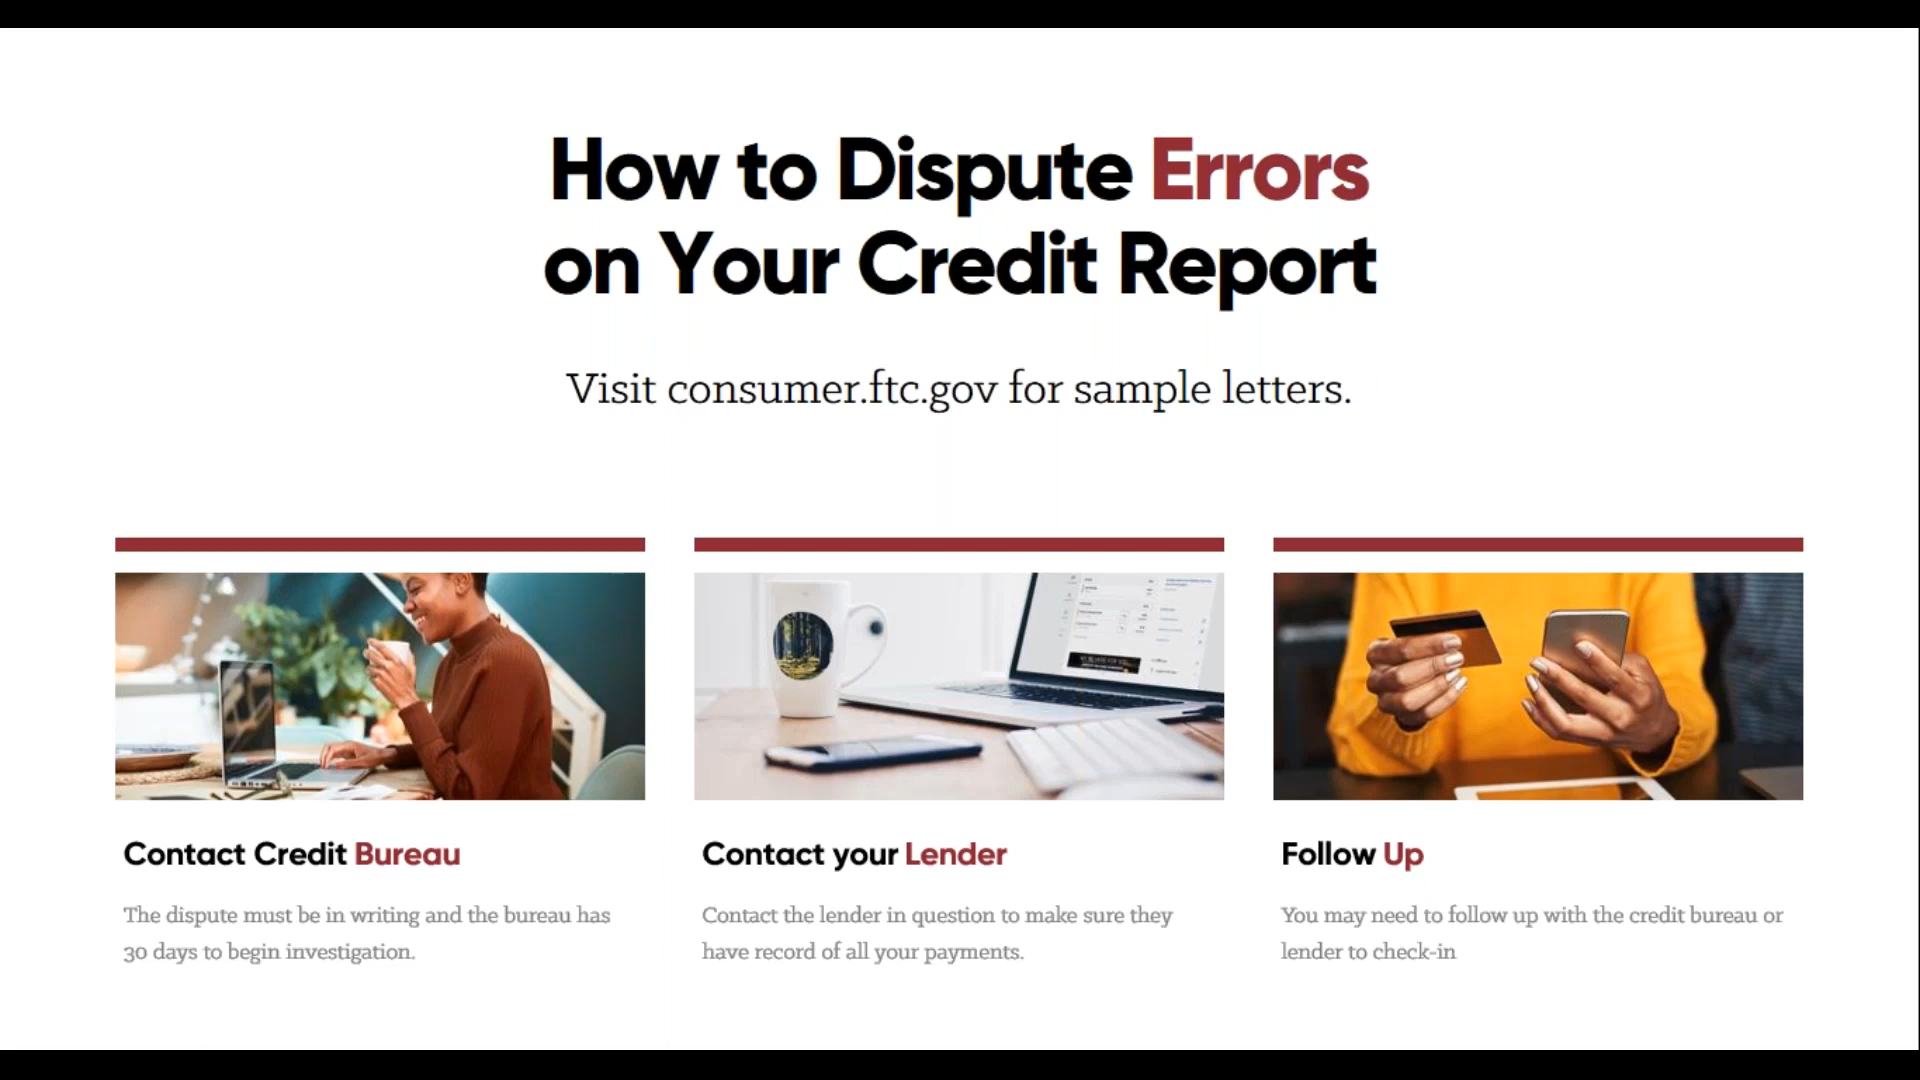 How to Dispute Errors
on Your Credit Report
Visit consumer.ftc.gov for sample letters.
Contact Credit Bureau
The dispute must be in writing and the bureau has
30 days to begin investigation.
Contact your Lender
Contact the lender in question to make sure they
have record of all your payments.
Follow Up
You may need to follow up with the credit bureau or
lender to check-in